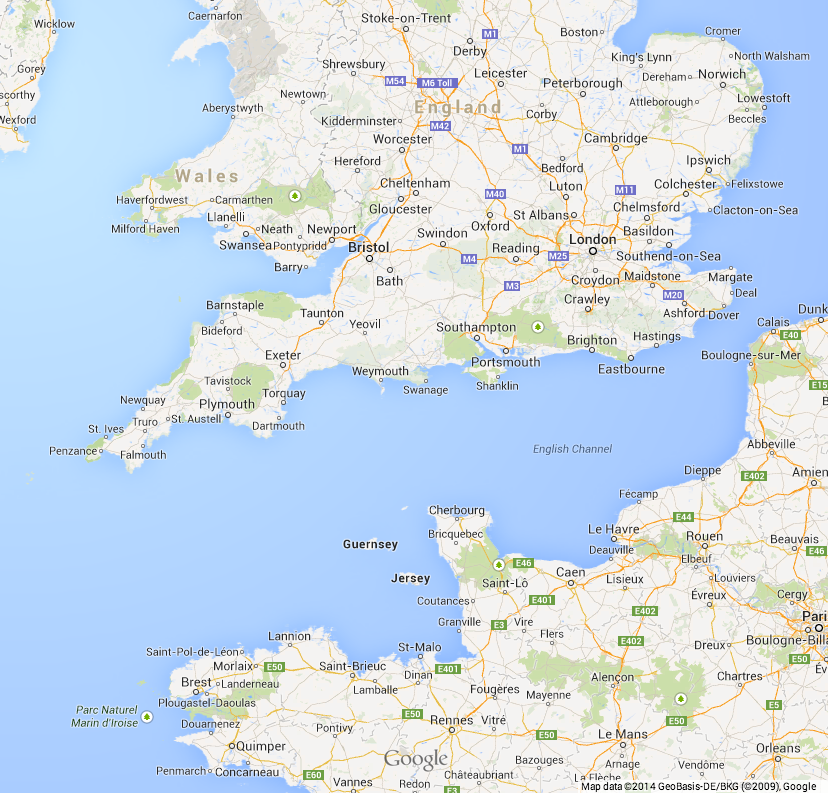 Wicklow
Caernarfon
Stoke-on-Trent
Boston
Cromer
M1
Derby
King's Lynn
North Walsham
Gorey
Shrewsbury
M54
M6 Toll
Leicester
Peterborough
Dereham
Norwich
Newtown
England
Attleborough
Lowestoft
Aberystwyth
Kidderminster
M42
Corby
Beccles
Worcester
M1
Cambridge
Hereford
Bedford
Ipswich
Wales
Cheltenham
M40
Luton
M11
Colchester
Felixstowe
Haverfordwest
Carmarthen
Gloucester
St Albans
Chelmsford
Clacton-on-Sea
Llanelli
Milford Haven
Neath
Newport
Swindon
Oxford
Basildon
Swansea
Pontypridd
Bristol
Reading
London
M4
M25
Southend-on-Sea
Barry
Bath
Croydon
Maidstone
Margate
M3
Crawley
M20
Deal
Barnstaple
Taunton
Ashford
Dover
Bideford
Yeovil
Southampton
Calais
Dunk
Brighton
Hastings
E40
Exeter
Portsmouth
Eastbourne
Boulogne-sur-Mer
Weymouth
Tavistock
Swanage
Shanklin
E15
Newquay
Plymouth
Torquay
St. Ives
Truro
St. Austell
Dartmouth
Penzance
Falmouth
English Channel
Abbeville
Dieppe
E402
Amien
Fécamp
Cherbourg
E44
Le Havre
Bricquebec
Rouen
Beauvais
Guernsey
Deauville
E46
E46
Elbeuf
Jersey
Saint-Lô
Caen
Lisieux
Louviers
Coutances
E401
Évreux
Cergy
E402
Granville
E3
Vire
Pari
Flers
E402
Boulogne-Billa
Lannion
Saint-Pol-de-Léon
St-Malo
Dreux
E50
Morlaix
E50
Saint-Brieuc
E401
Dinan
Alençon
Chartres
Brest
Landerneau
Lamballe
Fougères
Mayenne
Plougastel-Daoulas
E5
Parc Naturel
Marin d'Iroise
E50
Rennes
Vitré
E50
Douarnenez
Pontivy
E50
Le Mans
Quimper
Orleans
Google
Bazouges
Arnage
Vendôme
Penmarch
Concarneau
E60
Vannes
Redon
Châteaubriant
E3
La Flèche
Map data ©2014 GeoBasis-DE/BKG (©2009), Google